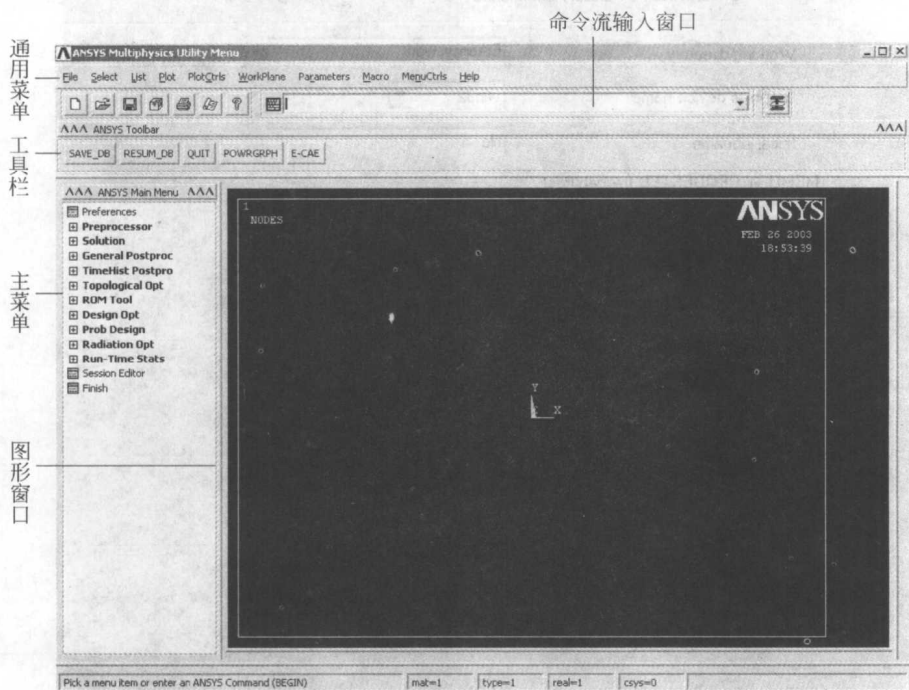 命令流输入窗口
通用菜单
ANSYS Multiphysics Utility Menu
File Select List Plot PlotCtrls WorkPlane Parameters Macro MenuCtrls Help
工具栏
ANSYS Toolbar
SAVE_DB RESUM_DB QUIT POWRGRPH E-CAE
主菜单
ANSYS Main Menu
Preferences
Preprocessor
Solution
General Postproc
TimeHist Postpro
Topological Opt
ROM Tool
Design Opt
Prob Design
Radiation Opt
Run-Time Stats
Session Editor
Finish
图形窗口
1
NODES
ANSYS
FEB 26 2003
18:53:39
Y
X
Pick a menu item or enter an ANSYS Command (BEGIN) mat=1 type=1 real=1 csys=0